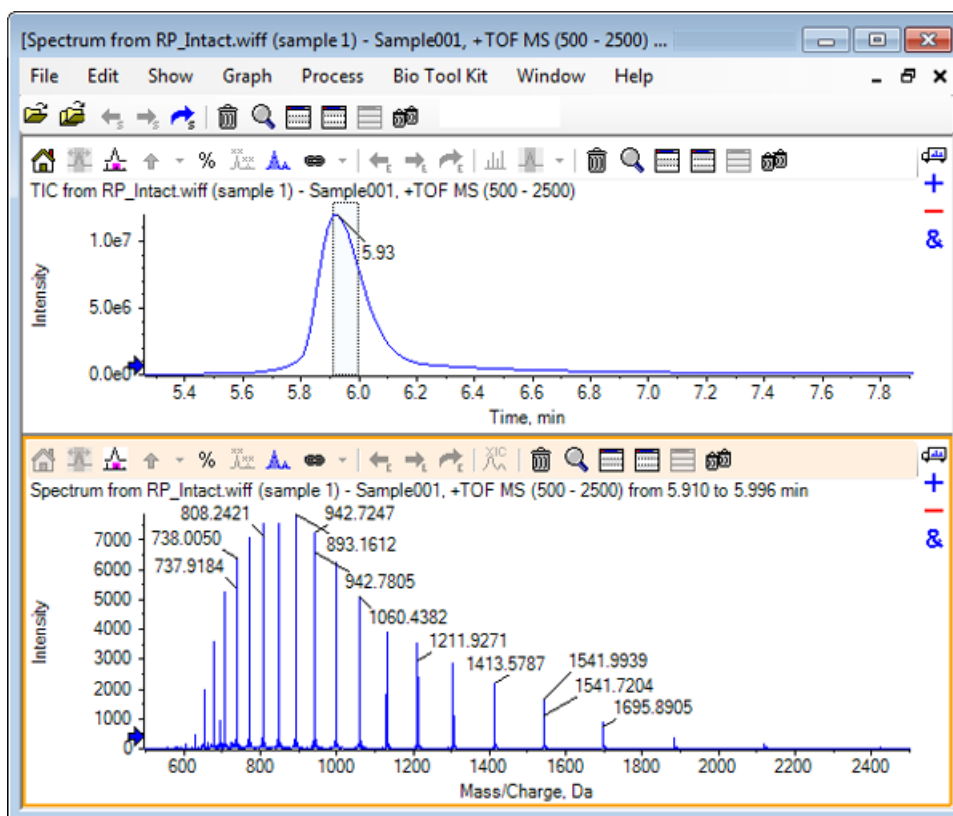 [Spectrum from RP_Intact.wiff (sample 1) - Sample001, +TOF MS (500 - 2500) ...
File Edit Show Graph Process Bio Tool Kit Window Help
TIC from RP_Intact.wiff (sample 1) - Sample001, +TOF MS (500 - 2500)
Intensity
1.0e7
5.0e6
0.0e0
5.93
5.4 5.6 5.8 6.0 6.2 6.4 6.6 6.8 7.0 7.2 7.4 7.6 7.8
Time, min
XIC
Spectrum from RP_Intact.wiff (sample 1) - Sample001, +TOF MS (500 - 2500) from 5.910 to 5.996 min
Intensity
7000
6000
5000
4000
3000
2000
1000
0
808.2421
942.7247
738.0050
893.1612
737.9184
942.7805
1060.4382
1211.9271
1413.5787
1541.9939
1541.7204
1695.8905
600 800 1000 1200 1400 1600 1800 2000 2200 2400
Mass/Charge, Da